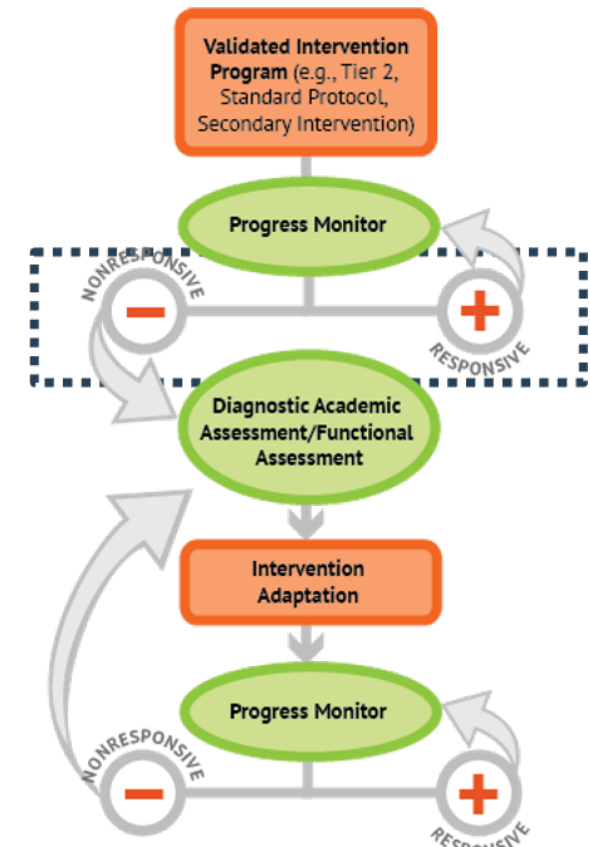 Validated Intervention
Program (e.g., Tier 2,
Standard Protocol,
Secondary Intervention)
Progress Monitor
NONRESPONSIVE
RESPONSIVE
Diagnostic Academic
Assessment/Functional
Assessment
Intervention
Adaptation
Progress Monitor
NONRESPONSIVE
RESPONSIVE